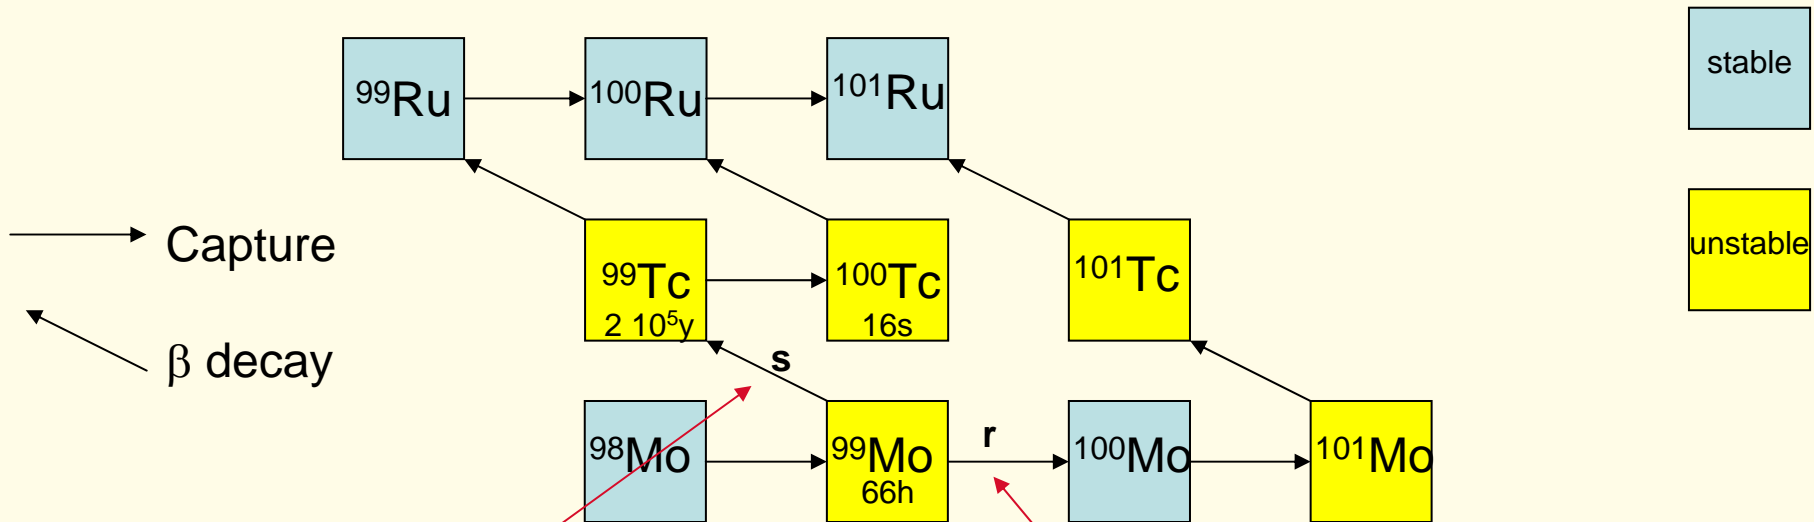 ⁹⁹Ru ¹⁰⁰Ru ¹⁰¹Ru
stable
Capture
unstable
⁹⁹Tc ¹⁰⁰Tc ¹⁰¹Tc
2 10⁵y 16s
β decay
s
⁹⁸Mo ⁹⁹Mo r ¹⁰⁰Mo ¹⁰¹Mo
66h